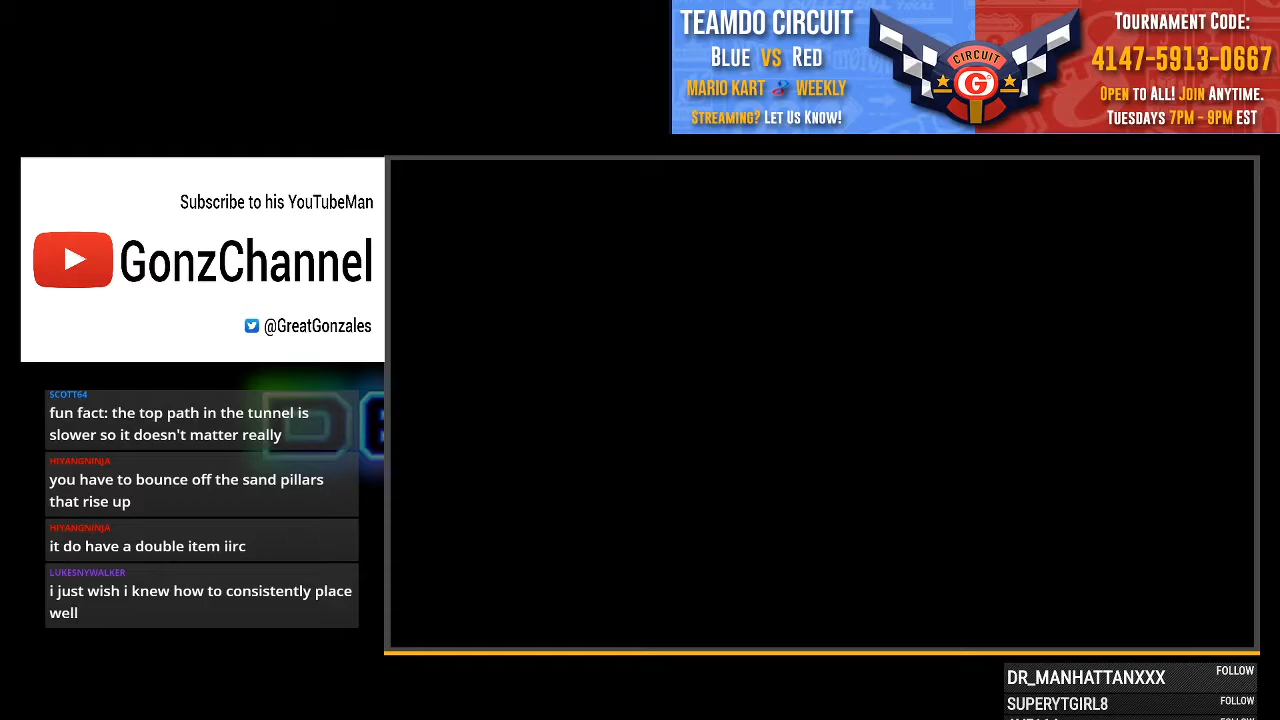 TEAMDO CIRCUIT
BLUE VS RED
MARIO KART WEEKLY
STREAMING? LET US KNOW!
CIRCUIT
G
TOURNAMENT CODE:
4147-5913-0667
OPEN TO ALL! JOIN ANYTIME.
TUESDAYS 7PM - 9PM EST
Subscribe to his YouTubeMan
GonzChannel
@GreatGonzales
SCOTT64
fun fact: the top path in the tunnel is
slower so it doesn't matter really
HIYANGNINJA
you have to bounce off the sand pillars
that rise up
HIYANGNINJA
it do have a double item iirc
LUKESNYWALKER
i just wish i knew how to consistently place
well
DR_MANHATTANXXX FOLLOW
SUPERYTGIRL8 FOLLOW